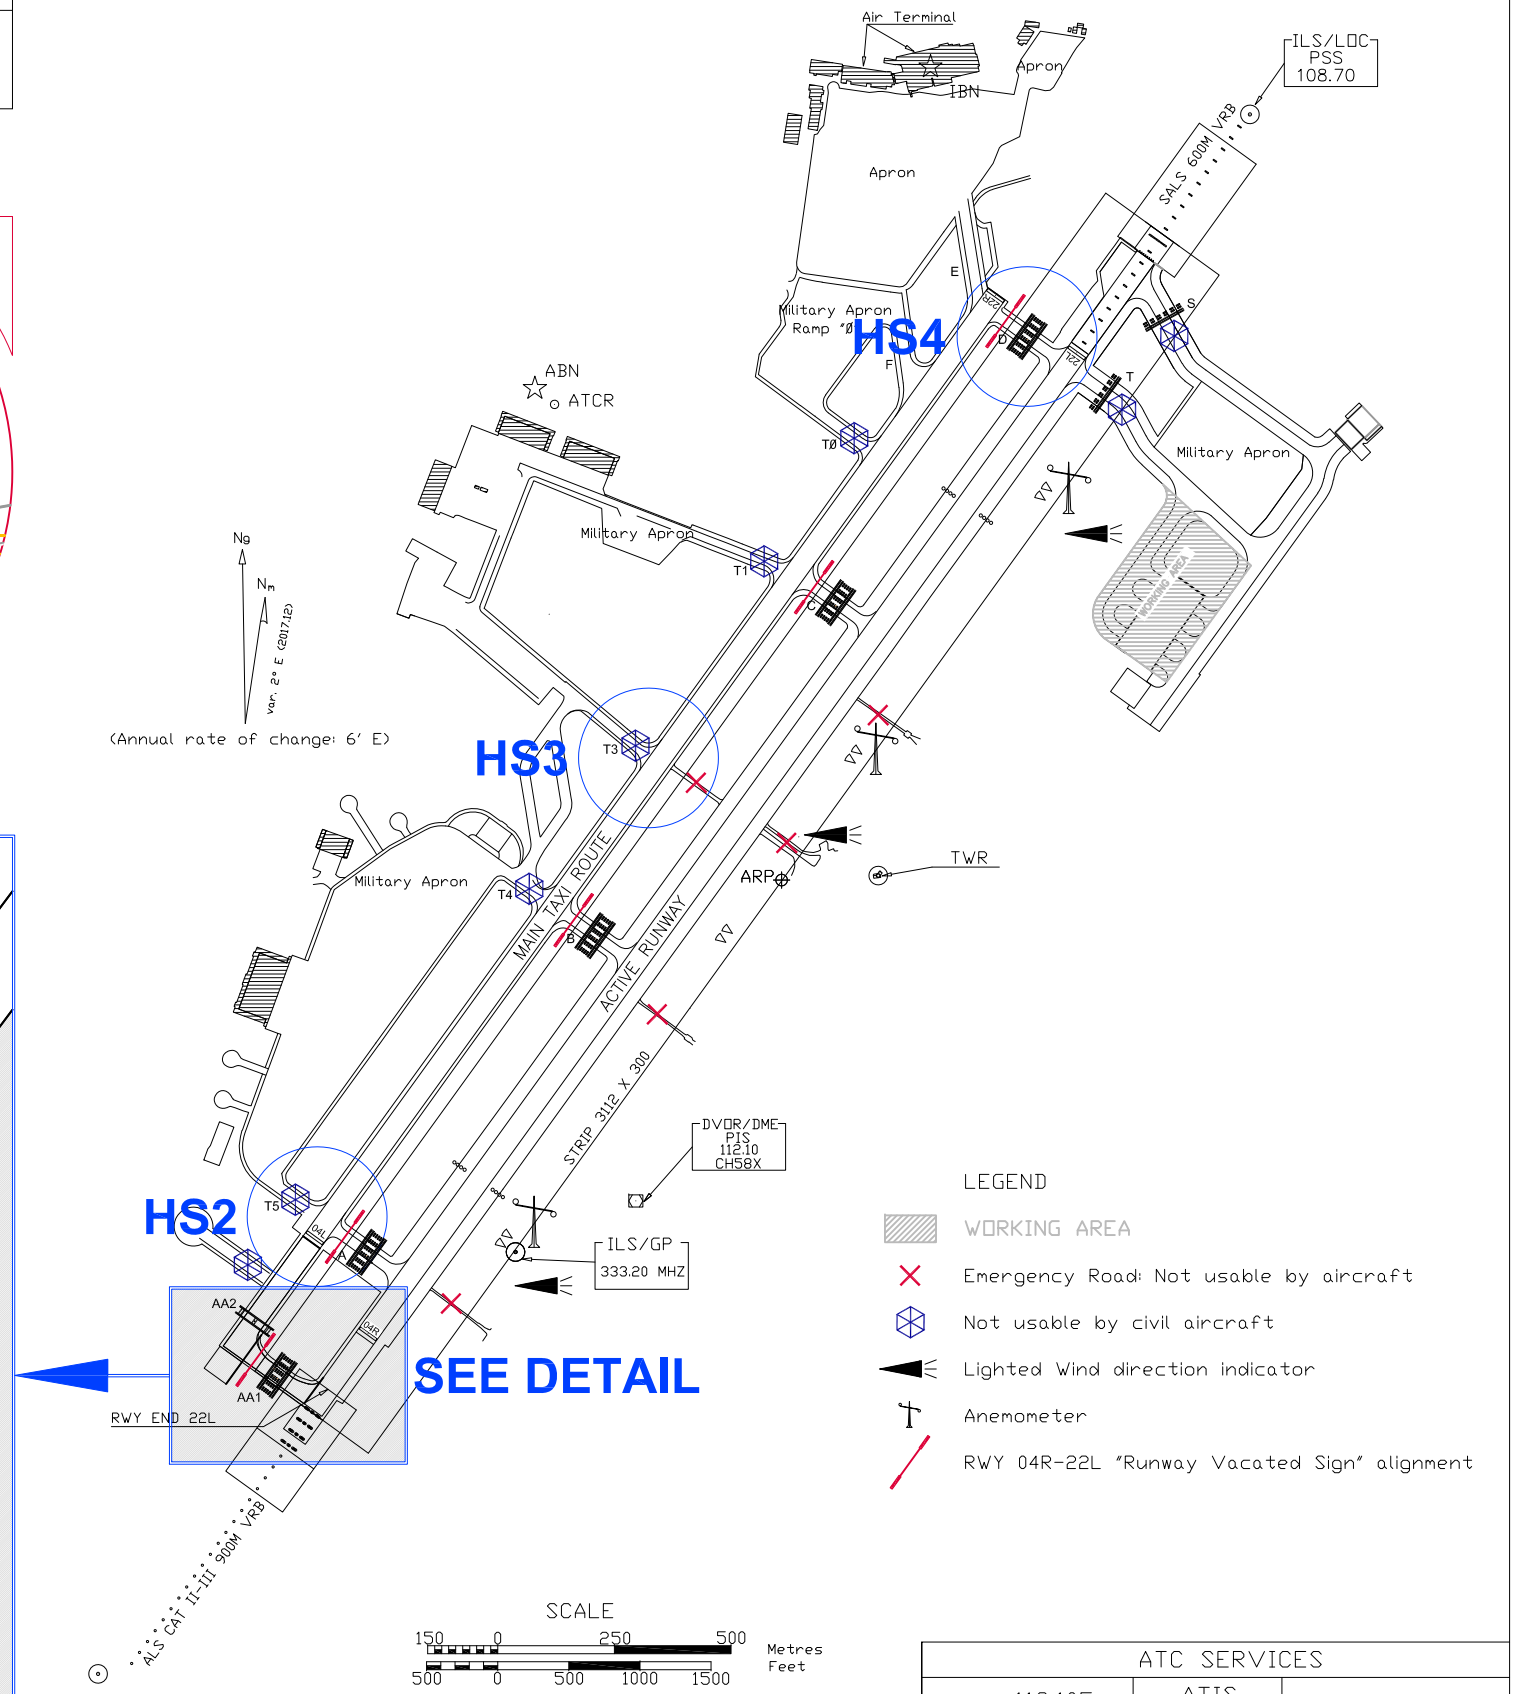 Air Terminal
ILS/LOC
PSS
108.70
Apron
IBN
SALS 600M VRB
Apron
E
S
22R
Military Apron
Ramp "0"
HS4
D
22L
F
T
ABN
ATCR
TØ
Military Apron
Military Apron
T1
WORKING AREA
C
Ng
Nm
var. 2° E (2017.12)
(Annual rate of change: 6' E)
T3
HS3
MAIN TAXI ROUTE
TWR
ARP
Military Apron
T4
B
ACTIVE RUNWAY
STRIP 3112 X 300
DVOR/DME
PIS
112.10
CH58X
T5
HS2
04L
A
ILS/GP
333.20 MHZ
AA2
04R
SEE DETAIL
AA1
RWY END 22L
ALS CAT II-III 900M VRB
LEGEND
WORKING AREA
Emergency Road: Not usable by aircraft
Not usable by civil aircraft
Lighted Wind direction indicator
Anemometer
RWY 04R-22L "Runway Vacated Sign" alignment
SCALE
150 0 250 500 Metres
500 0 500 1000 1500 Feet
ATC SERVICES
ATIS